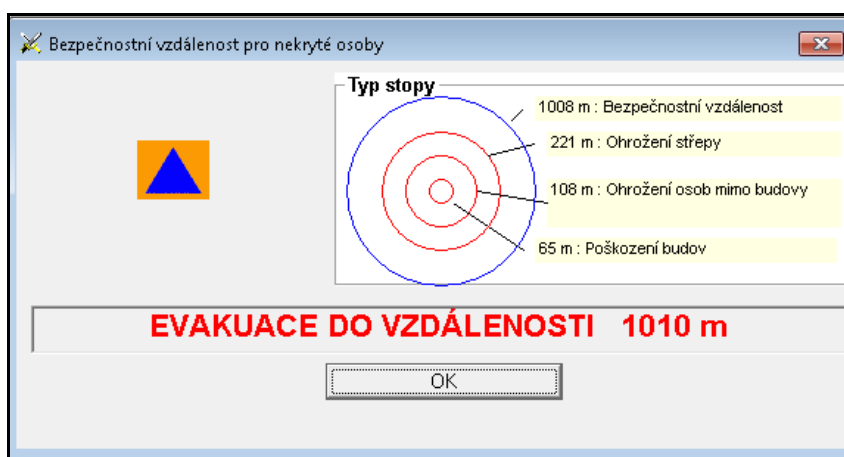 Bezpečnostní vzdálenost pro nekryté osoby
Typ stopy
1008 m : Bezpečnostní vzdálenost
221 m : Ohrožení střepy
108 m : Ohrožení osob mimo budovy
65 m : Poškození budov
EVAKUACE DO VZDÁLENOSTI 1010 m
OK